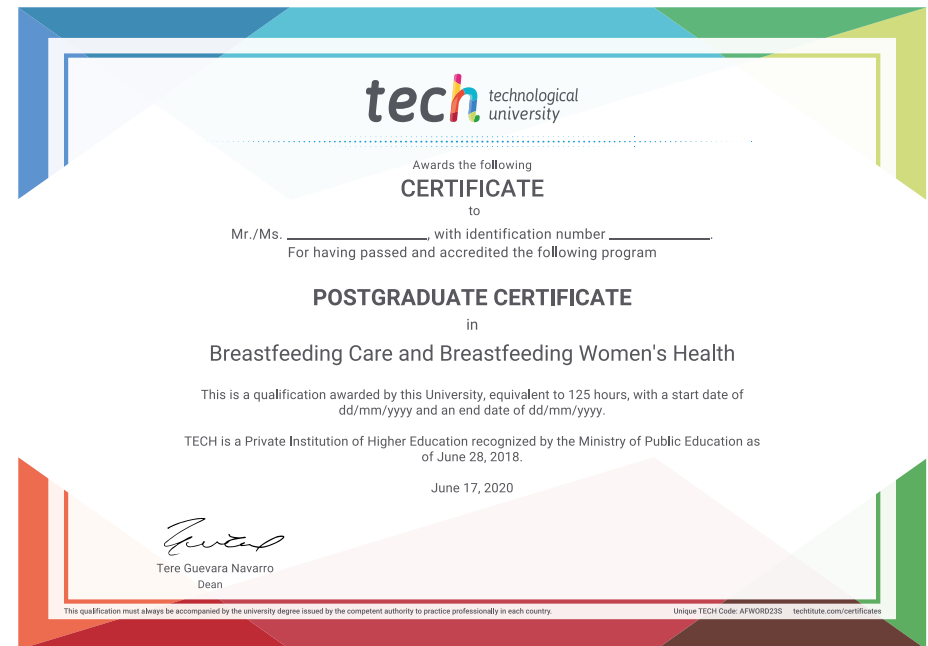 tech technological
university
Awards the following
CERTIFICATE
to
Mr./Ms. ____________________, with identification number ______________.
For having passed and accredited the following program
POSTGRADUATE CERTIFICATE
in
Breastfeeding Care and Breastfeeding Women's Health
This is a qualification awarded by this University, equivalent to 125 hours, with a start date of
dd/mm/yyyy and an end date of dd/mm/yyyy.
TECH is a Private Institution of Higher Education recognized by the Ministry of Public Education as
of June 28, 2018.
June 17, 2020
Tere Guevara Navarro
Dean
This qualification must always be accompanied by the university degree issued by the competent authority to practice professionally in each country. Unique TECH Code: AFWORD23S techtitute.com/certificates